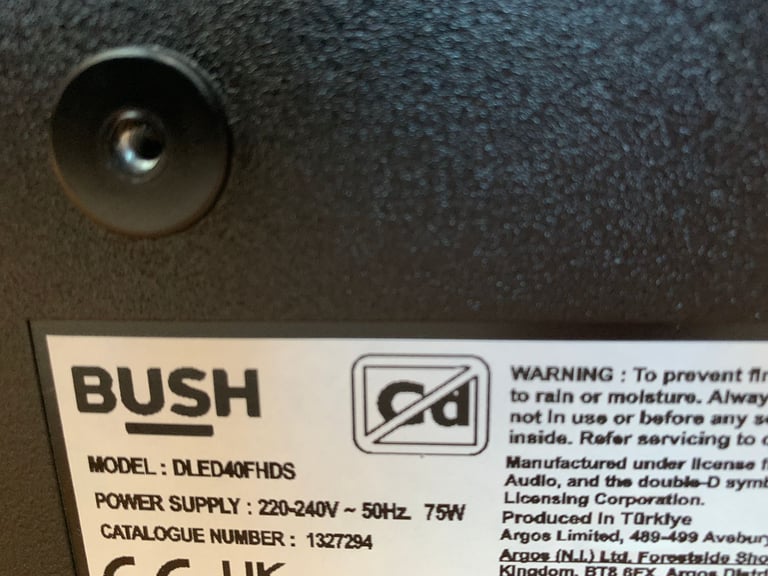 BUSH
Cd
MODEL : DLED40FHDS
POWER SUPPLY : 220-240V ~ 50Hz 75W
CATALOGUE NUMBER : 1327294
WARNING : To prevent
to rain or moisture.
not in use or before any
inside. Refer servicing to
Manufactured under license
Audio, and the double-D
Licensing Corporation.
Produced in Türkiye
Argos Limited, 489-499
Argos (N.I.) Ltd, Forestside
Kingdom, BT8 6FX, Argos